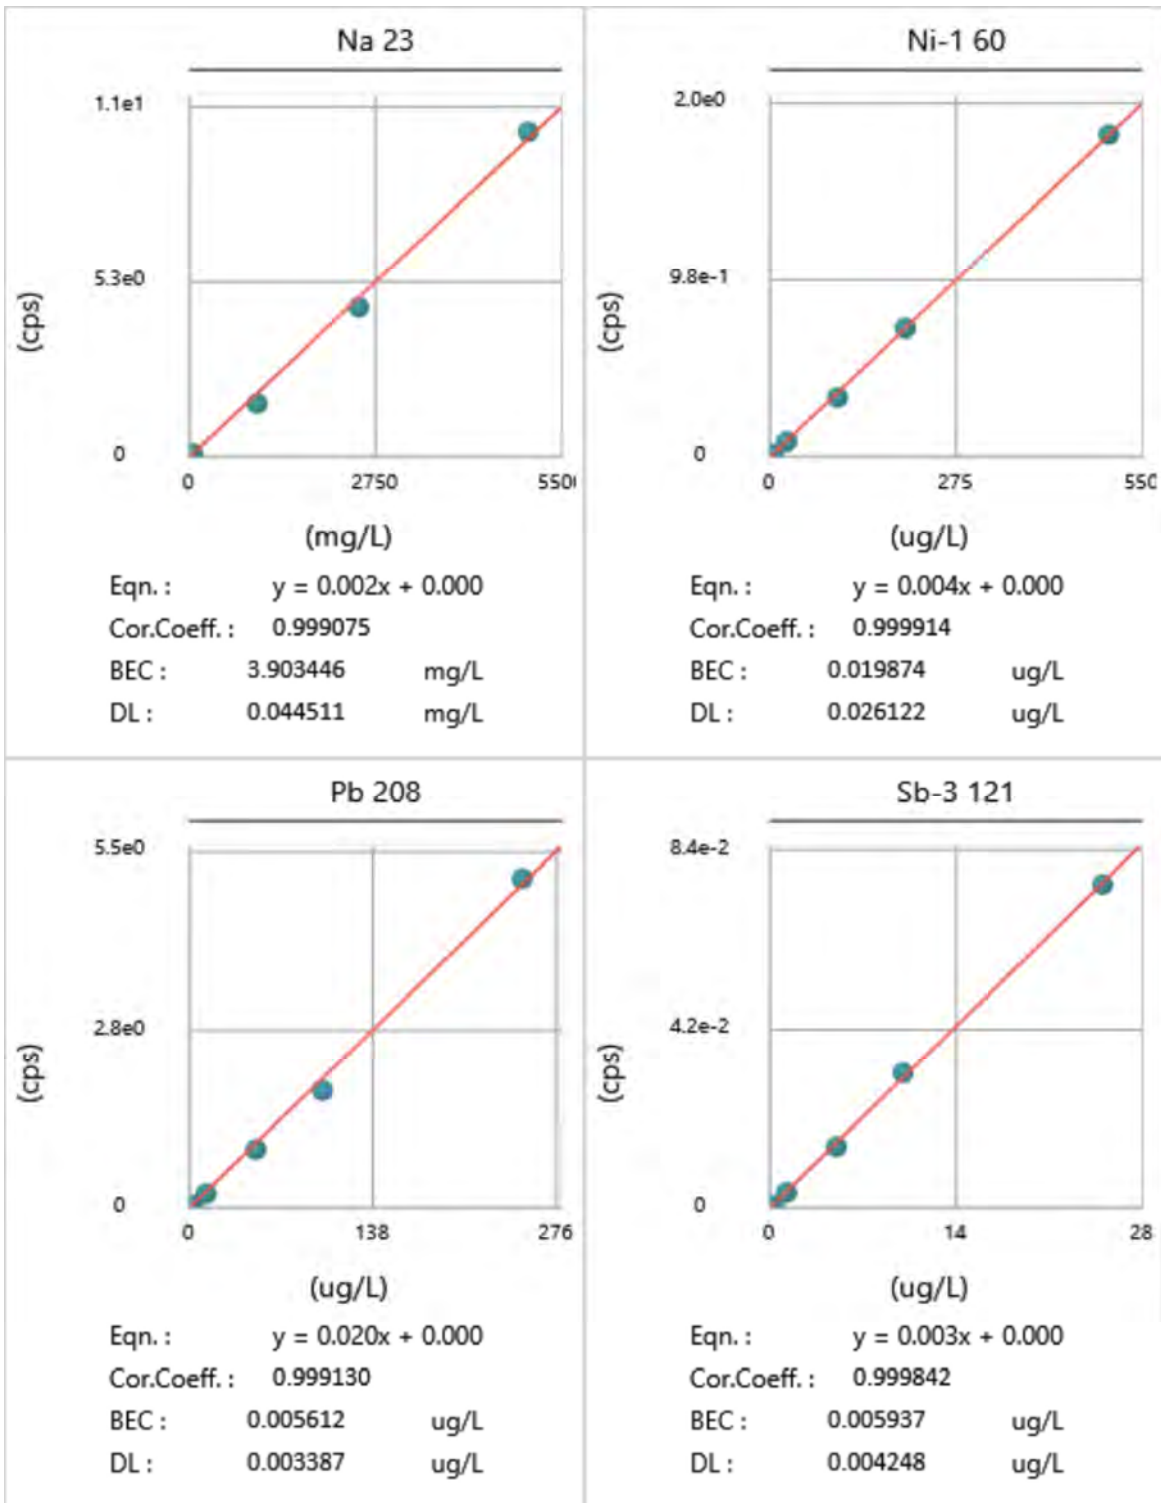 Na 23
1.1e1
5.3e0
0
(cps)
0 2750 550
(mg/L)
Eqn. : y = 0.002x + 0.000
Cor.Coeff. : 0.999075
BEC : 3.903446 mg/L
DL : 0.044511 mg/L
Ni-1 60
2.0e0
9.8e-1
0
(cps)
0 275 550
(ug/L)
Eqn. : y = 0.004x + 0.000
Cor.Coeff. : 0.999914
BEC : 0.019874 ug/L
DL : 0.026122 ug/L
Pb 208
5.5e0
2.8e0
0
(cps)
0 138 276
(ug/L)
Eqn. : y = 0.020x + 0.000
Cor.Coeff. : 0.999130
BEC : 0.005612 ug/L
DL : 0.003387 ug/L
Sb-3 121
8.4e-2
4.2e-2
0
(cps)
0 14 28
(ug/L)
Eqn. : y = 0.003x + 0.000
Cor.Coeff. : 0.999842
BEC : 0.005937 ug/L
DL : 0.004248 ug/L